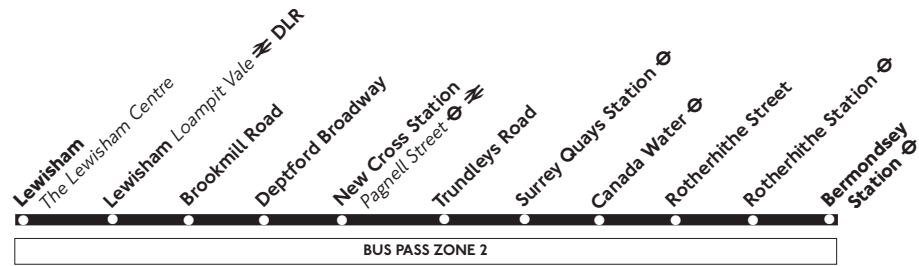 Lewisham
The Lewisham Centre
Lewisham Loampit Vale DLR
Brookmill Road
Deptford Broadway
New Cross Station
Pagnell Street
Trundleys Road
Surrey Quays Station
Canada Water
Rotherhithe Street
Rotherhithe Station
Bermondsey
Station
BUS PASS ZONE 2